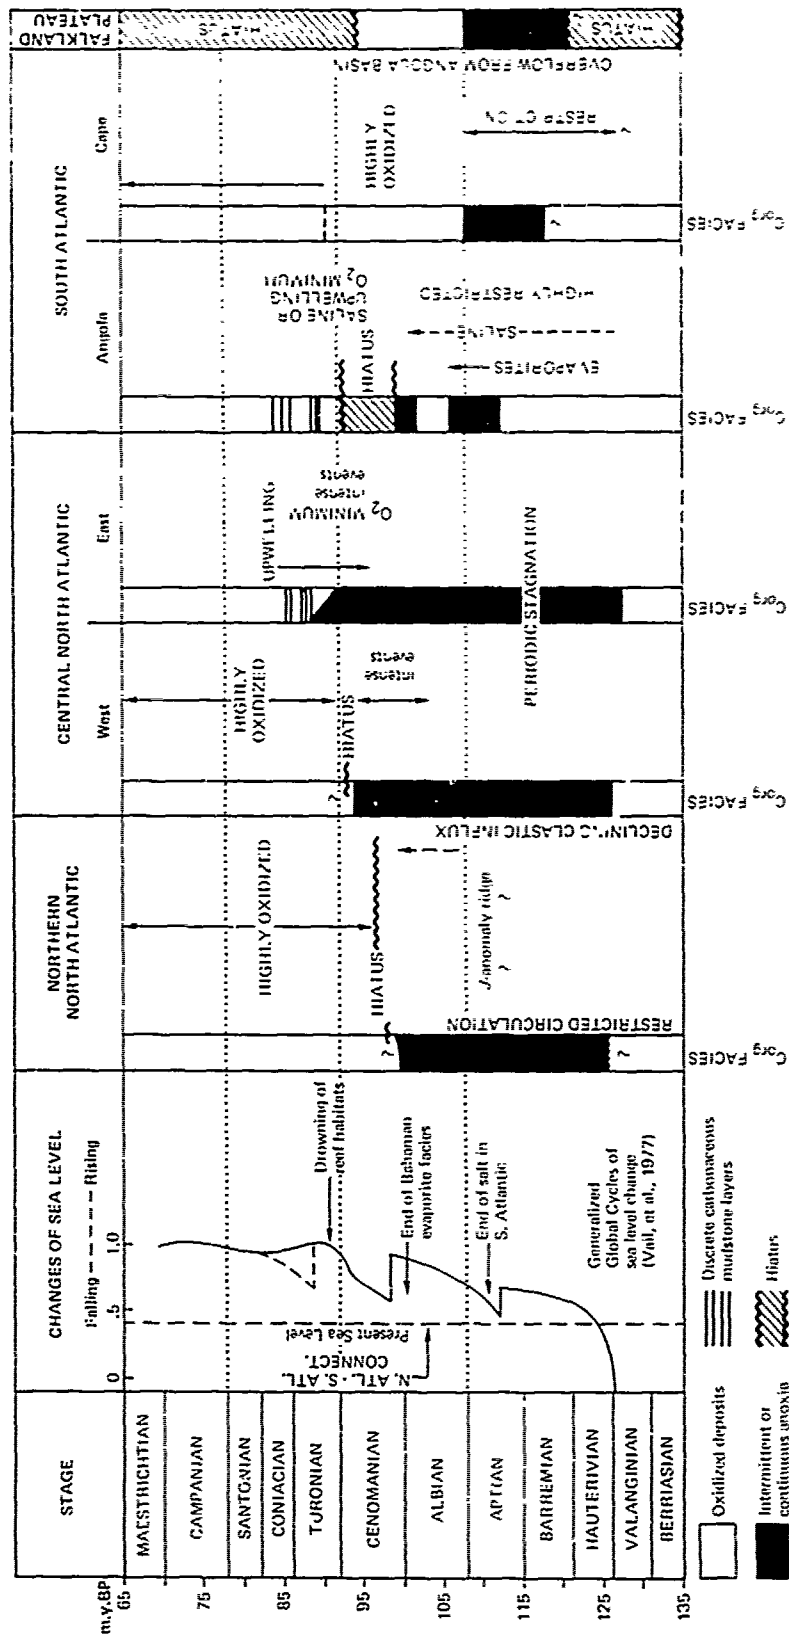 m.y.BP
65
75
85
95
105
115
125
135
STAGE
MAESTRICHTIAN
CAMPANIAN
SANTONIAN
CONIACIAN
TURONIAN
CENOMANIAN
ALBIAN
APTIAN
BARREMIAN
HAUTERIVIAN
VALANGINIAN
BERRIASIAN
CHANGES OF SEA LEVEL
Falling — — — Rising
0 .5 1.0
Present Sea Level
N. ATL. - S. ATL.
CONNECT.
Drowning of
reef habitats
End of Bahamian
evaporite facies
End of salt in
S. Atlantic
Generalized
Global Cycles of
sea level change
(Vail, et al., 1977)
NORTHERN
NORTH ATLANTIC
HIGHLY OXIDIZED
HIATUS
?
J-anomaly ridge
? ?
?
RESTRICTED CIRCULATION
DECLINING CLASTIC INFLUX
Corg FACIES
CENTRAL NORTH ATLANTIC
West
HIGHLY
OXIDIZED
HIATUS
?
intense
events
Corg FACIES
East
UPWELLING
O2 MINIMUM
intense
events
PERIODIC STAGNATION
Corg FACIES
SOUTH ATLANTIC
Angola
SALINE OR
UPWELLING
O2 MINIMUM
HIATUS
EVAPORITES
SALINE
HIGHLY RESTRICTED
Corg FACIES
Cape
HIGHLY
OXIDIZED
RESTRICTION
?
?
OVERFLOW FROM ANGOLA BASIN
Corg FACIES
FALKLAND
PLATEAU
HIATUS
HIATUS
Oxidized deposits
Discrete carbonaceous
mudstone layers
Intermittent or
continuous anoxia
Hiatus